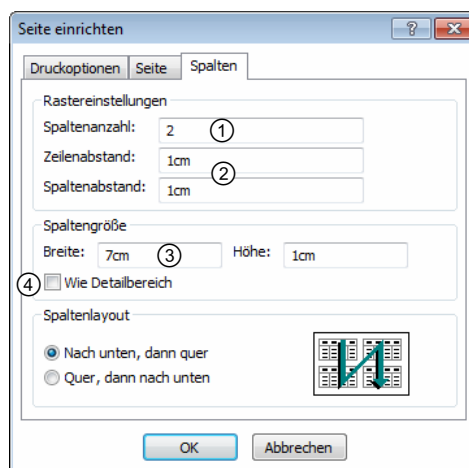 Seite einrichten
Druckoptionen Seite Spalten
Rastereinstellungen
Spaltenanzahl: 2 ①
Zeilenabstand: 1cm
②
Spaltenabstand: 1cm
Spaltengröße
Breite: 7cm ③ Höhe: 1cm
④ Wie Detailbereich
Spaltenlayout
Nach unten, dann quer
Quer, dann nach unten
OK Abbrechen